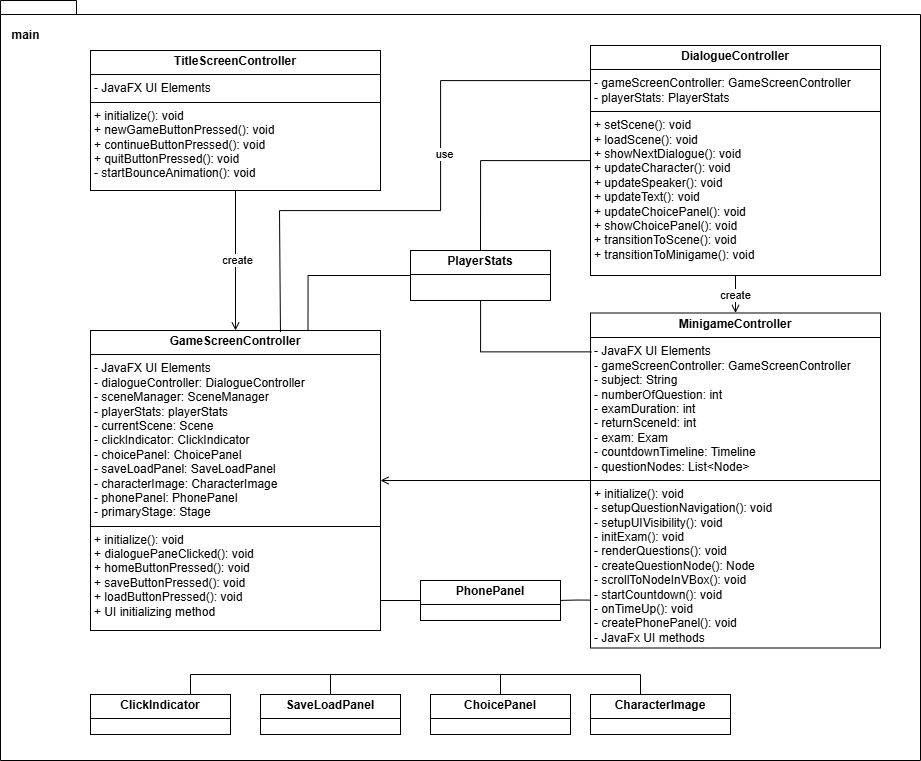 main
TitleScreenController
- JavaFX UI Elements
+ initialize(): void
+ newGameButtonPressed(): void
+ continueButtonPressed(): void
+ quitButtonPressed(): void
- startBounceAnimation(): void
DialogueController
- gameScreenController: GameScreenController
- playerStats: PlayerStats
+ setScene(): void
+ loadScene(): void
+ showNextDialogue(): void
+ updateCharacter(): void
+ updateSpeaker(): void
+ updateText(): void
+ updateChoicePanel(): void
+ showChoicePanel(): void
+ transitionToScene(): void
+ transitionToMinigame(): void
use
create
PlayerStats
create
GameScreenController
- JavaFX UI Elements
- dialogueController: DialogueController
- sceneManager: SceneManager
- playerStats: playerStats
- currentScene: Scene
- clickIndicator: ClickIndicator
- choicePanel: ChoicePanel
- saveLoadPanel: SaveLoadPanel
- characterImage: CharacterImage
- phonePanel: PhonePanel
- primaryStage: Stage
+ initialize(): void
+ dialoguePaneClicked(): void
+ homeButtonPressed(): void
+ saveButtonPressed(): void
+ loadButtonPressed(): void
+ UI initializing method
MinigameController
- JavaFX UI Elements
- gameScreenController: GameScreenController
- subject: String
- numberOfQuestion: int
- examDuration: int
- returnSceneId: int
- exam: Exam
- countdownTimeline: Timeline
- questionNodes: List<Node>
+ initialize(): void
- setupQuestionNavigation(): void
- setupUIVisibility(): void
- initExam(): void
- renderQuestions(): void
- createQuestionNode(): Node
- scrollToNodeInVBox(): void
- startCountdown(): void
- onTimeUp(): void
- createPhonePanel(): void
- JavaFx UI methods
PhonePanel
ClickIndicator
SaveLoadPanel
ChoicePanel
CharacterImage